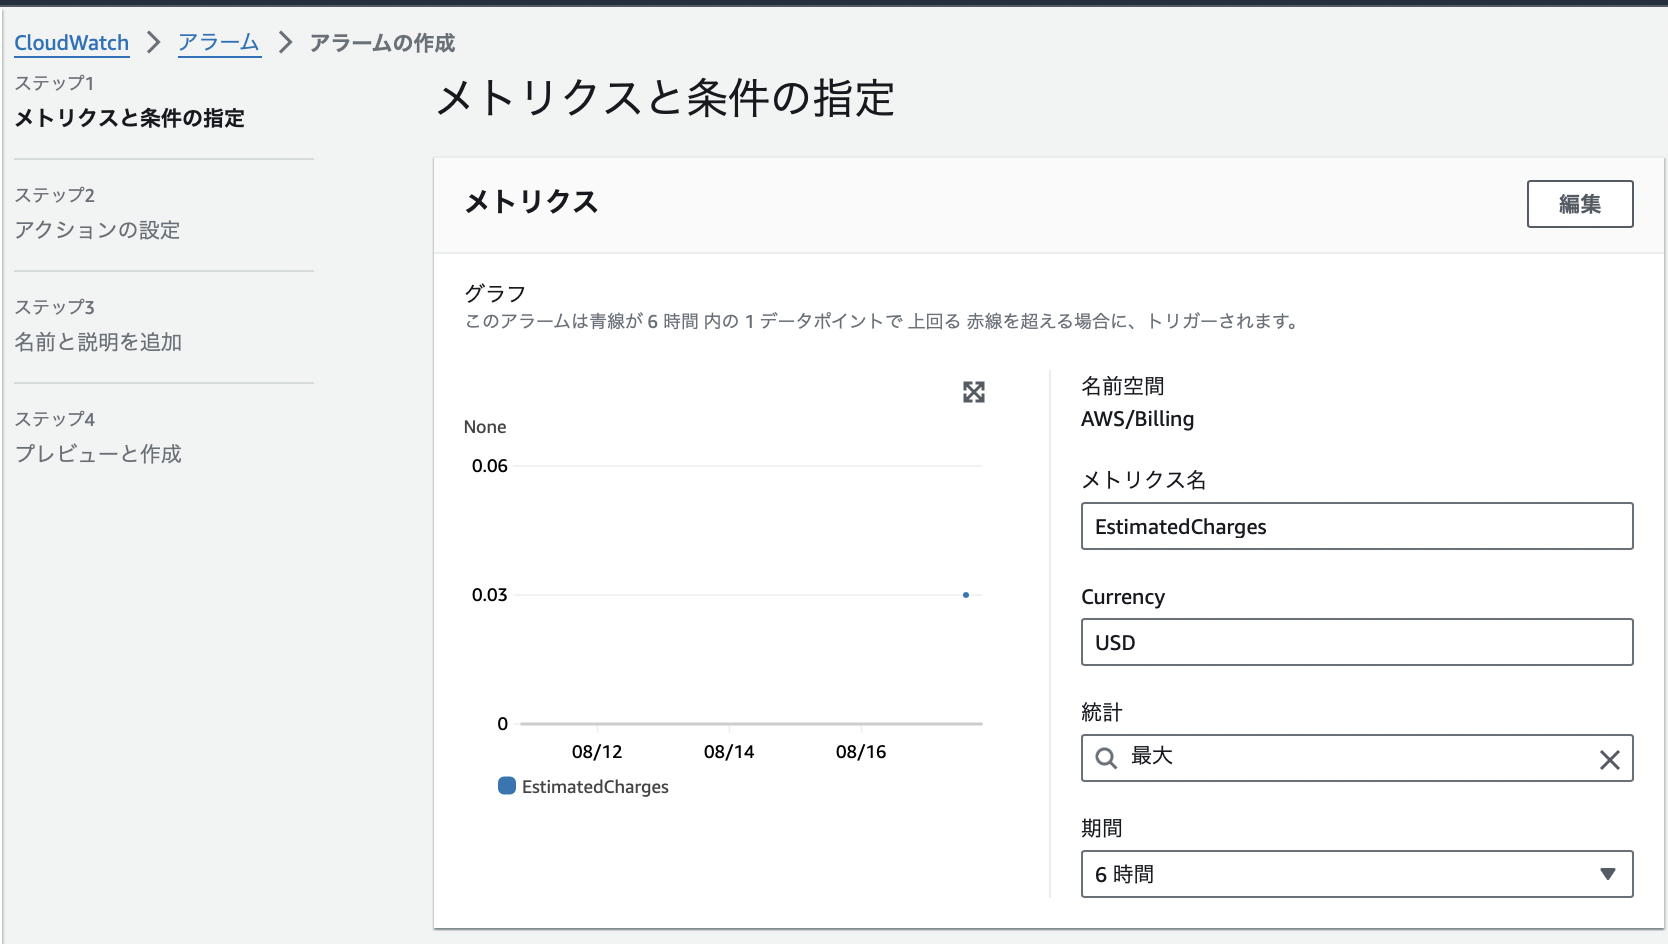 CloudWatch > アラーム > アラームの作成
ステップ1
メトリクスと条件の指定
ステップ2
アクションの設定
ステップ3
名前と説明を追加
ステップ4
プレビューと作成
メトリクスと条件の指定
メトリクス
編集
グラフ
このアラームは青線が 6 時間 内の 1 データポイントで 上回る 赤線を超える場合に、トリガーされます。
None
0.06
0.03
0
08/12 08/14 08/16
EstimatedCharges
名前空間
AWS/Billing
メトリクス名
EstimatedCharges
Currency
USD
統計
最大
期間
6 時間